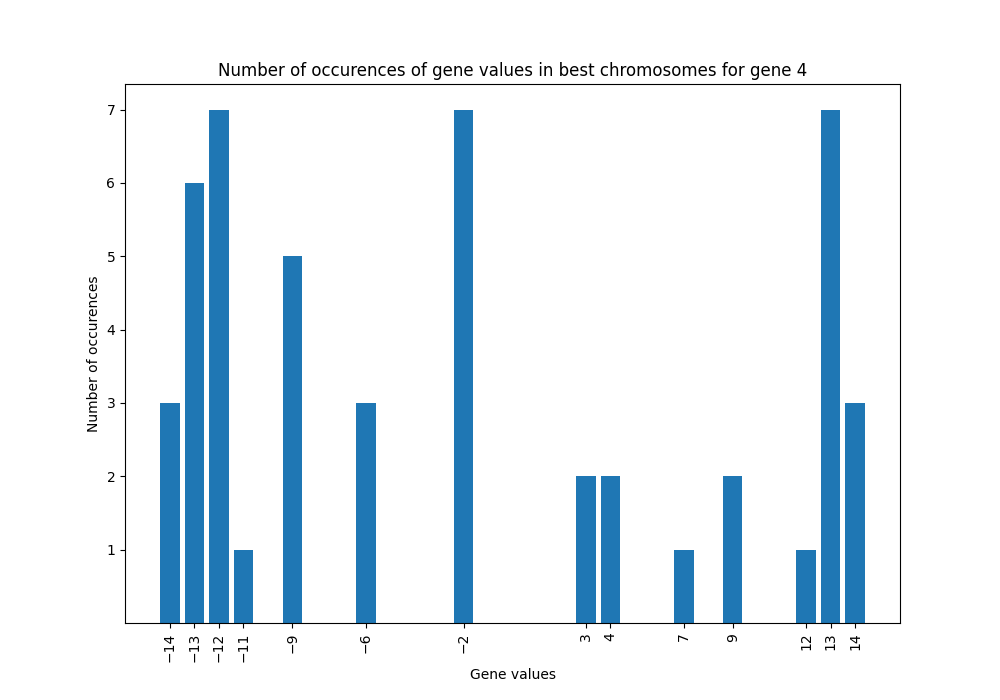 Number of occurences of gene values in best chromosomes for gene 4
7
6
5
4
3
2
1
Number of occurences
−14 −13 −12 −11 −9 −6 −2 3 4 7 9 12 13 14
Gene values